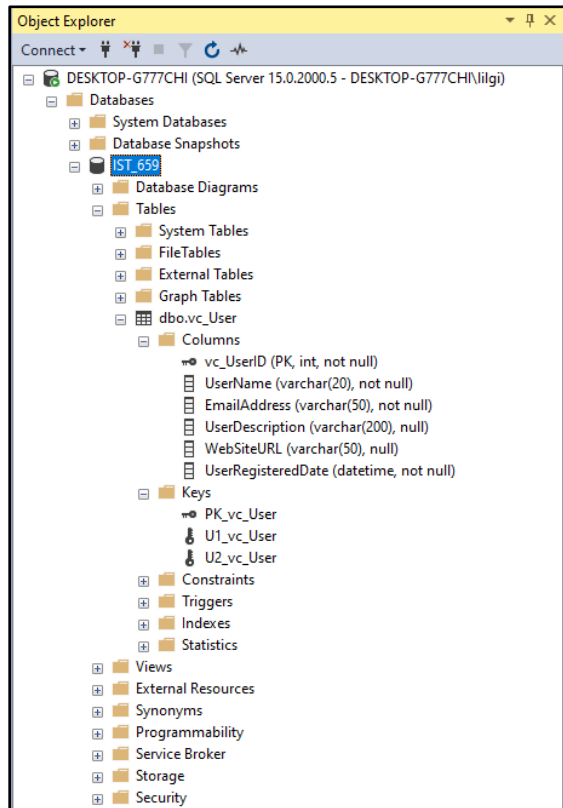 Object Explorer
Connect
DESKTOP-G777CHI (SQL Server 15.0.2000.5 - DESKTOP-G777CHI\lilgi)
Databases
System Databases
Database Snapshots
IST_659
Database Diagrams
Tables
System Tables
FileTables
External Tables
Graph Tables
dbo.vc_User
Columns
vc_UserID (PK, int, not null)
UserName (varchar(20), not null)
EmailAddress (varchar(50), not null)
UserDescription (varchar(200), null)
WebSiteURL (varchar(50), null)
UserRegisteredDate (datetime, not null)
Keys
PK_vc_User
U1_vc_User
U2_vc_User
Constraints
Triggers
Indexes
Statistics
Views
External Resources
Synonyms
Programmability
Service Broker
Storage
Security